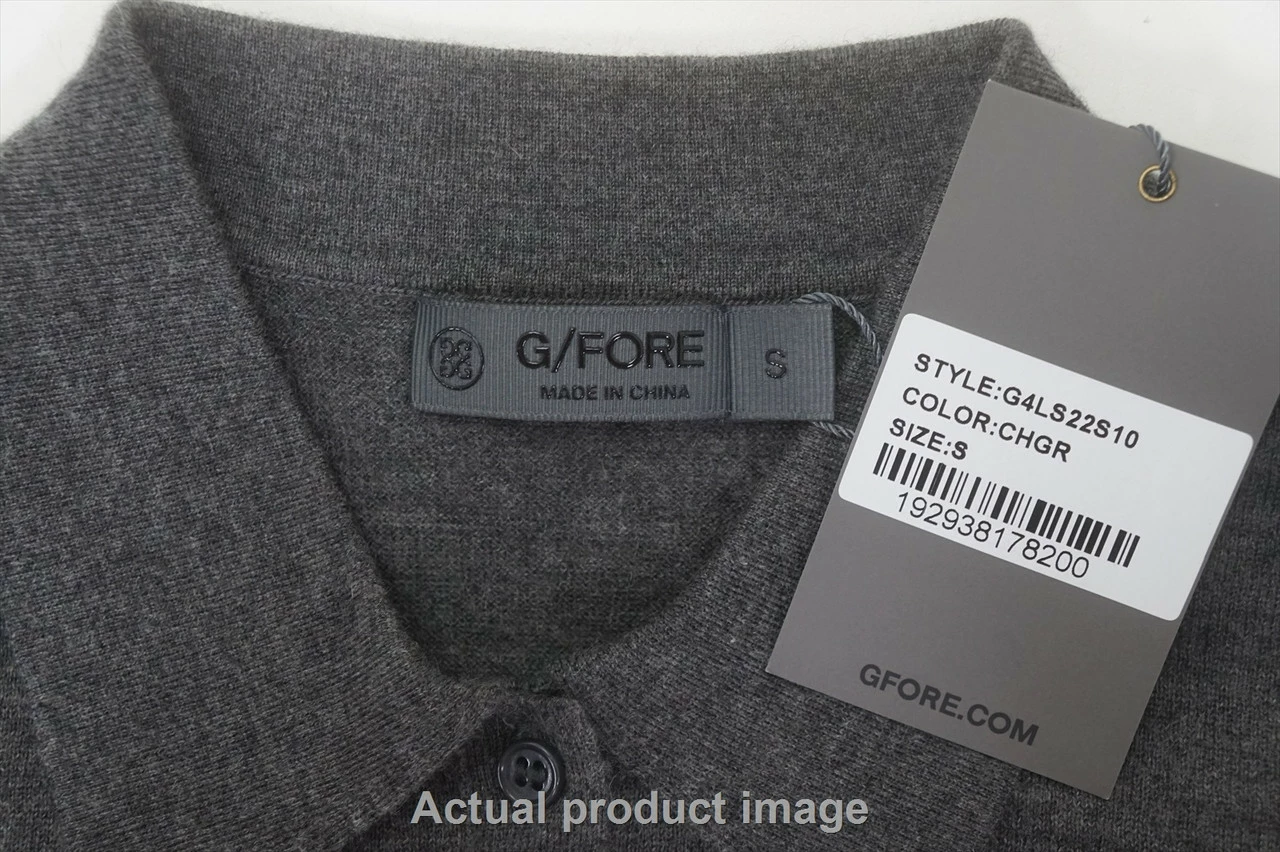 G/FORE
MADE IN CHINA
S
STYLE:G4LS22S10
COLOR:CHGR
SIZE:S
192938178200
GFORE.COM
Actual product image